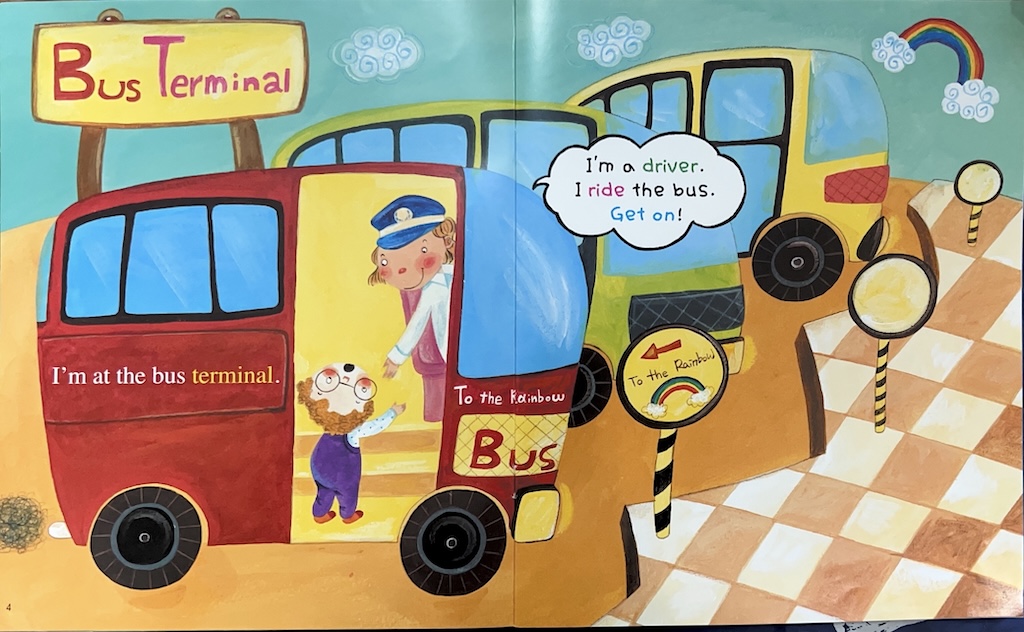 Bus Terminal
I'm a driver.
I ride the bus.
Get on!
I'm at the bus terminal.
To the Rainbow
To the Rainbow
Bus
4